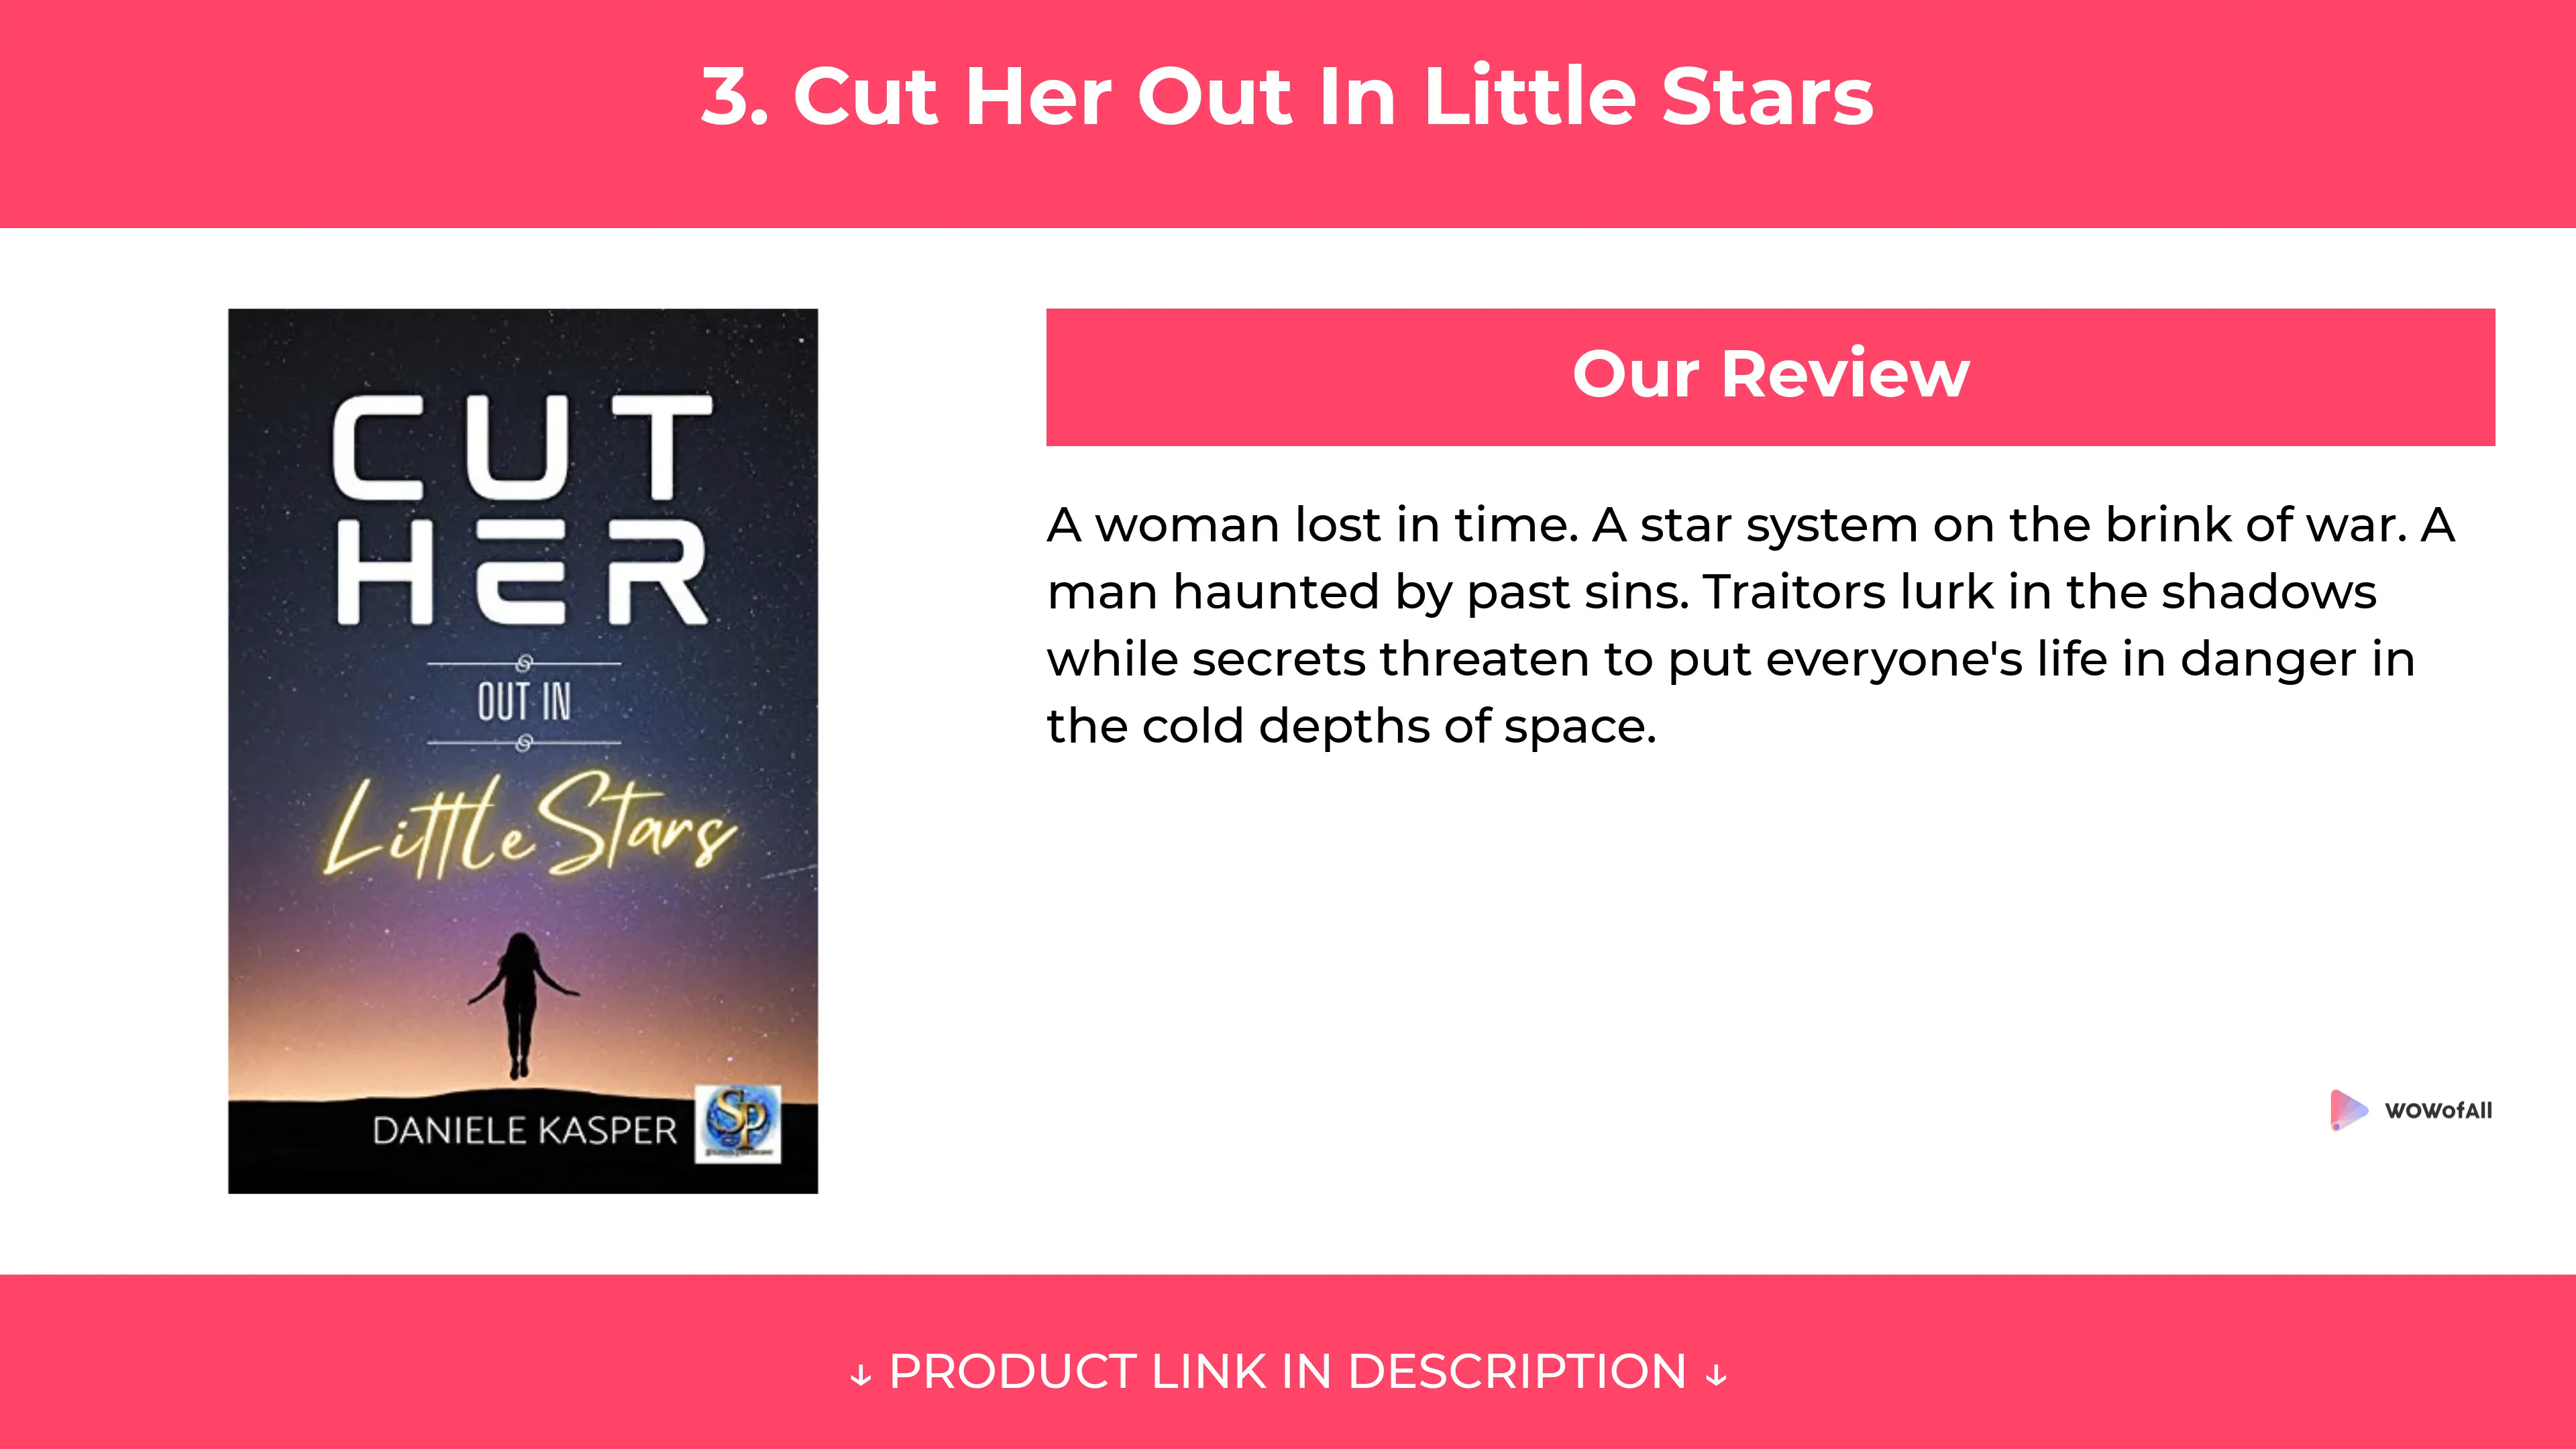 3. Cut Her Out In Little Stars
CUT
HER
OUT IN
Little Stars
DANIELE KASPER
SP
Our Review
A woman lost in time. A star system on the brink of war. A
man haunted by past sins. Traitors lurk in the shadows
while secrets threaten to put everyone's life in danger in
the cold depths of space.
wowofAll
↓ PRODUCT LINK IN DESCRIPTION ↓